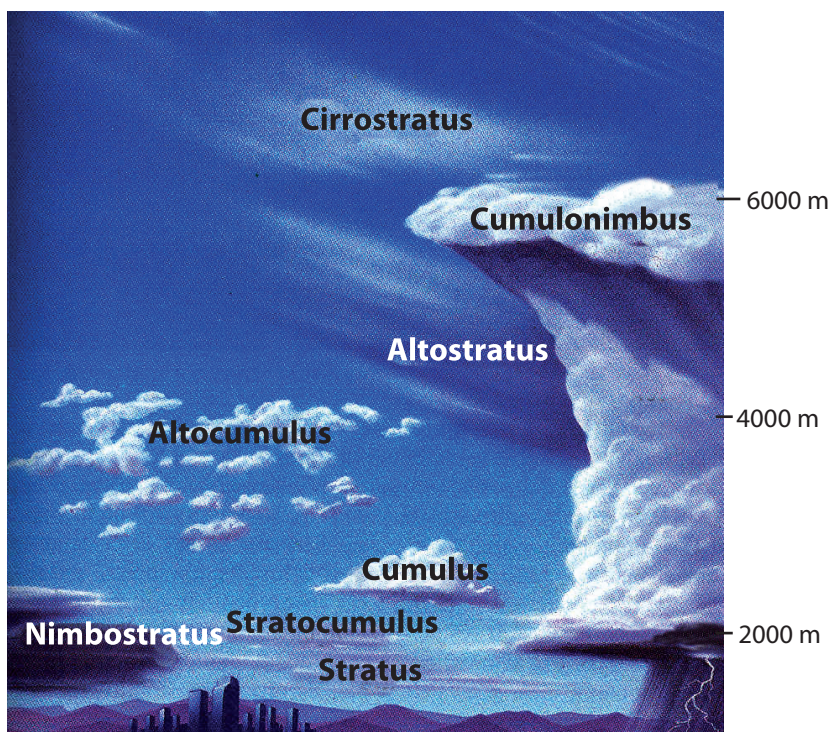 Cirrostratus
Cumulonimbus
6000 m
Altostratus
Altocumulus
4000 m
Cumulus
Stratocumulus
Nimbostratus
2000 m
Stratus